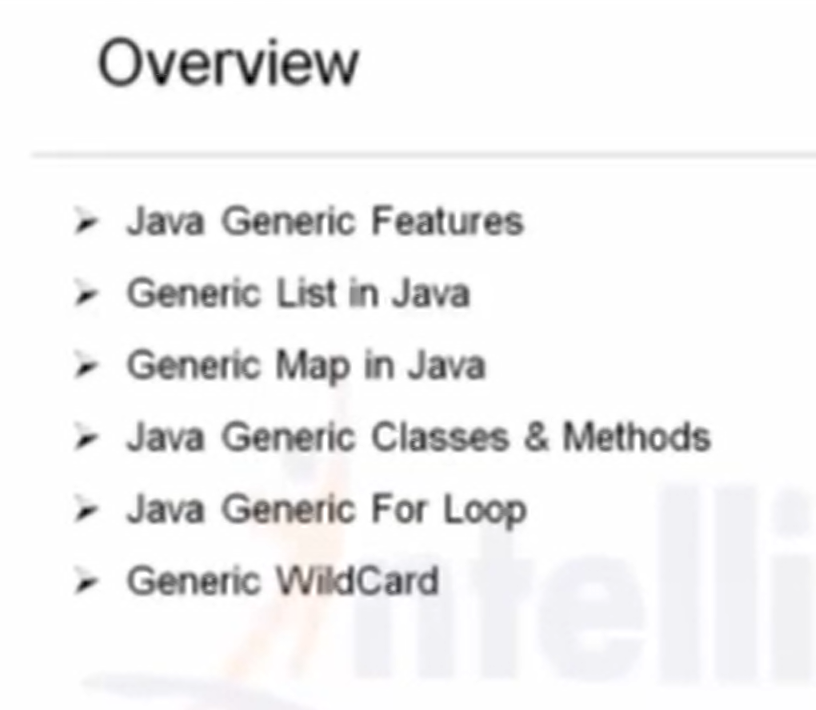 Overview
Java Generic Features
Generic List in Java
Generic Map in Java
Java Generic Classes & Methods
Java Generic For Loop
Generic WildCard
ntelli